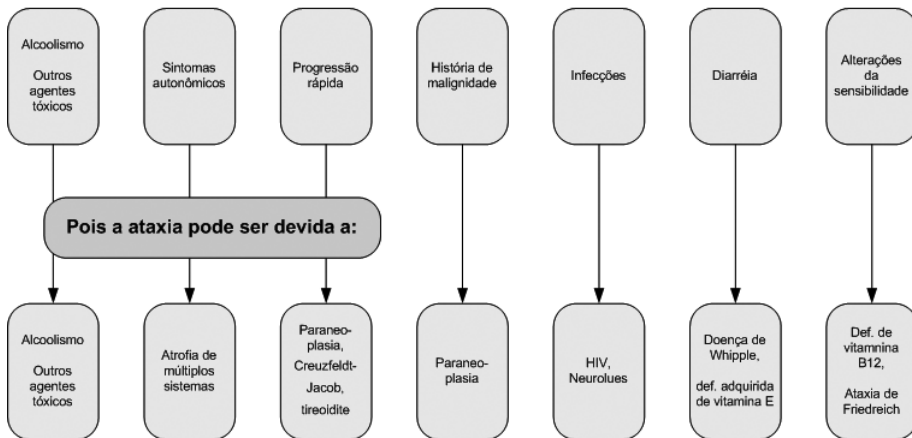 Alcoolismo
Outros
agentes
tóxicos
Sintomas
autonômicos
Progressão
rápida
História de
malignidade
Infecções
Diarréia
Alterações
da
sensibilidade
Pois a ataxia pode ser devida a:
Alcoolismo
Outros
agentes
tóxicos
Atrofia de
múltiplos
sistemas
Paraneo-
plasia,
Creuzfeldt-
Jacob,
tireoidite
Paraneo-
plasia
HIV,
Neurolues
Doença de
Whipple,
def. adquirida
de vitamina E
Def. de
vitamnina
B12,
Ataxia de
Friedreich